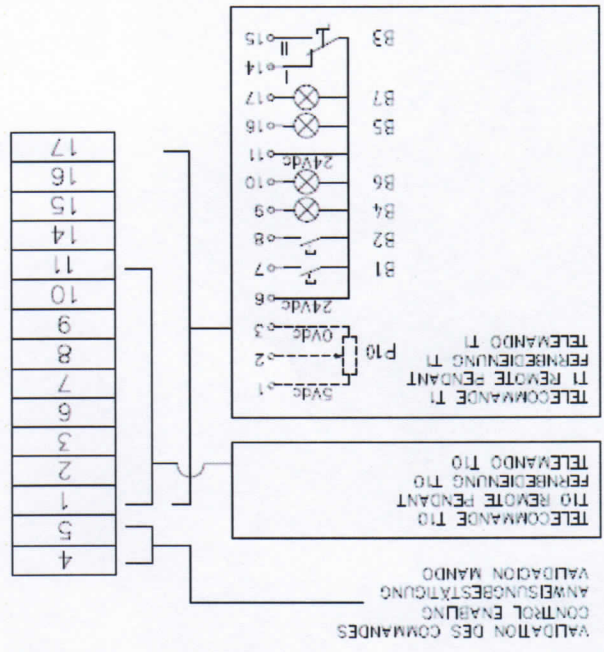 VALIDATION DES COMMANDES
CONTROL ENABLING
ANWEISUNGBESTÄTIGUNG
VALIDACION MANDO
TELECOMMANDE T10
T10 REMOTE PENDANT
FERNBEDIENUNG T10
TELEMANDO T10
TELECOMMANDE T1
T1 REMOTE PENDANT
FERNBEDIENUNG T1
TELEMANDO T1
P10
5Vdc 1
2
0Vdc 3
24Vdc 6
B1 7
B2 8
B4 9
B6 10
24Vdc 11
B5 16
B7 17
I 14
B3 II 15
4
5
1
2
3
6
7
8
9
10
11
14
15
16
17